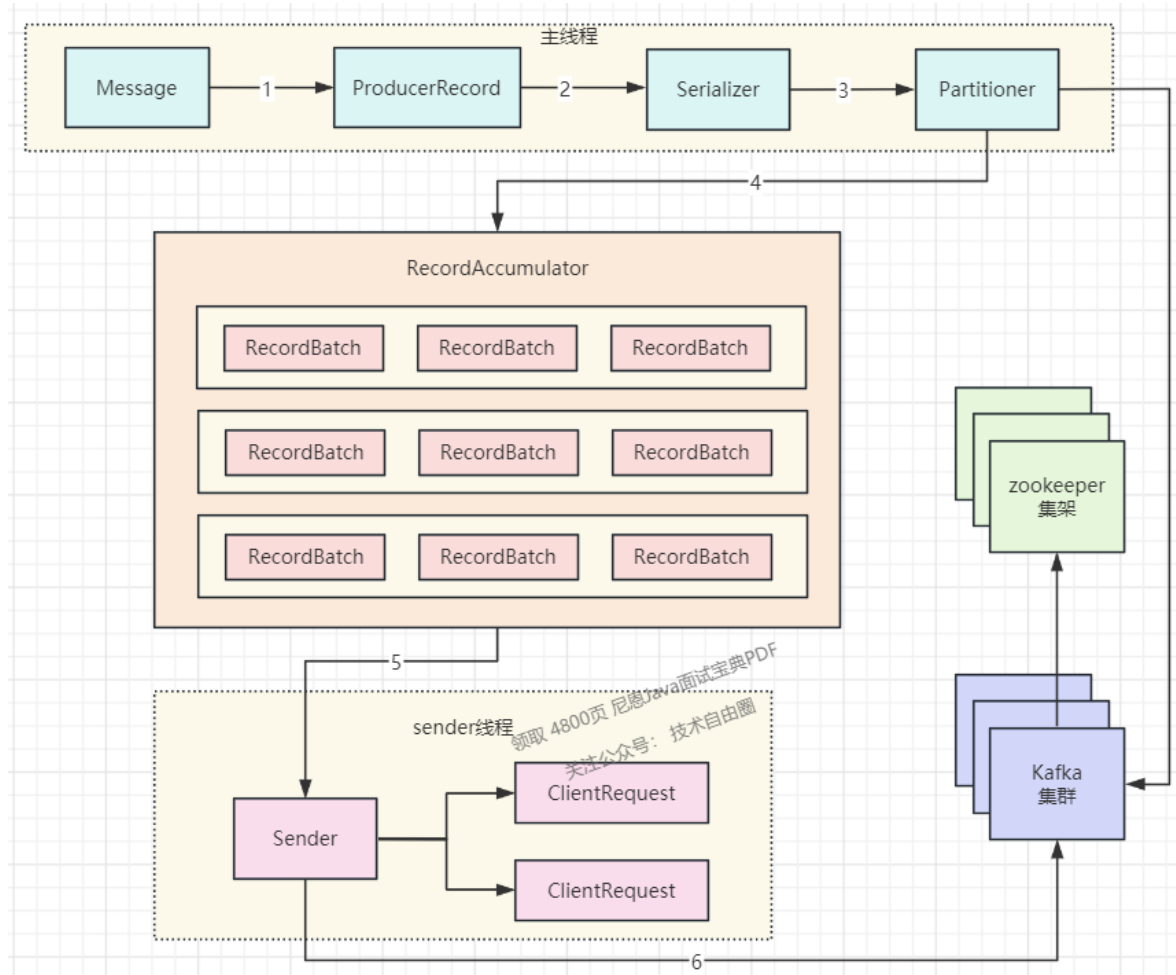 主线程
Message
1
ProducerRecord
2
Serializer
3
Partitioner
4
RecordAccumulator
RecordBatch
RecordBatch
RecordBatch
RecordBatch
RecordBatch
RecordBatch
RecordBatch
RecordBatch
RecordBatch
zookeeper
集架
5
领取 4800页 尼恩Java面试宝典PDF
关注公众号： 技术自由圈
sender线程
ClientRequest
Sender
ClientRequest
Kafka
集群
6